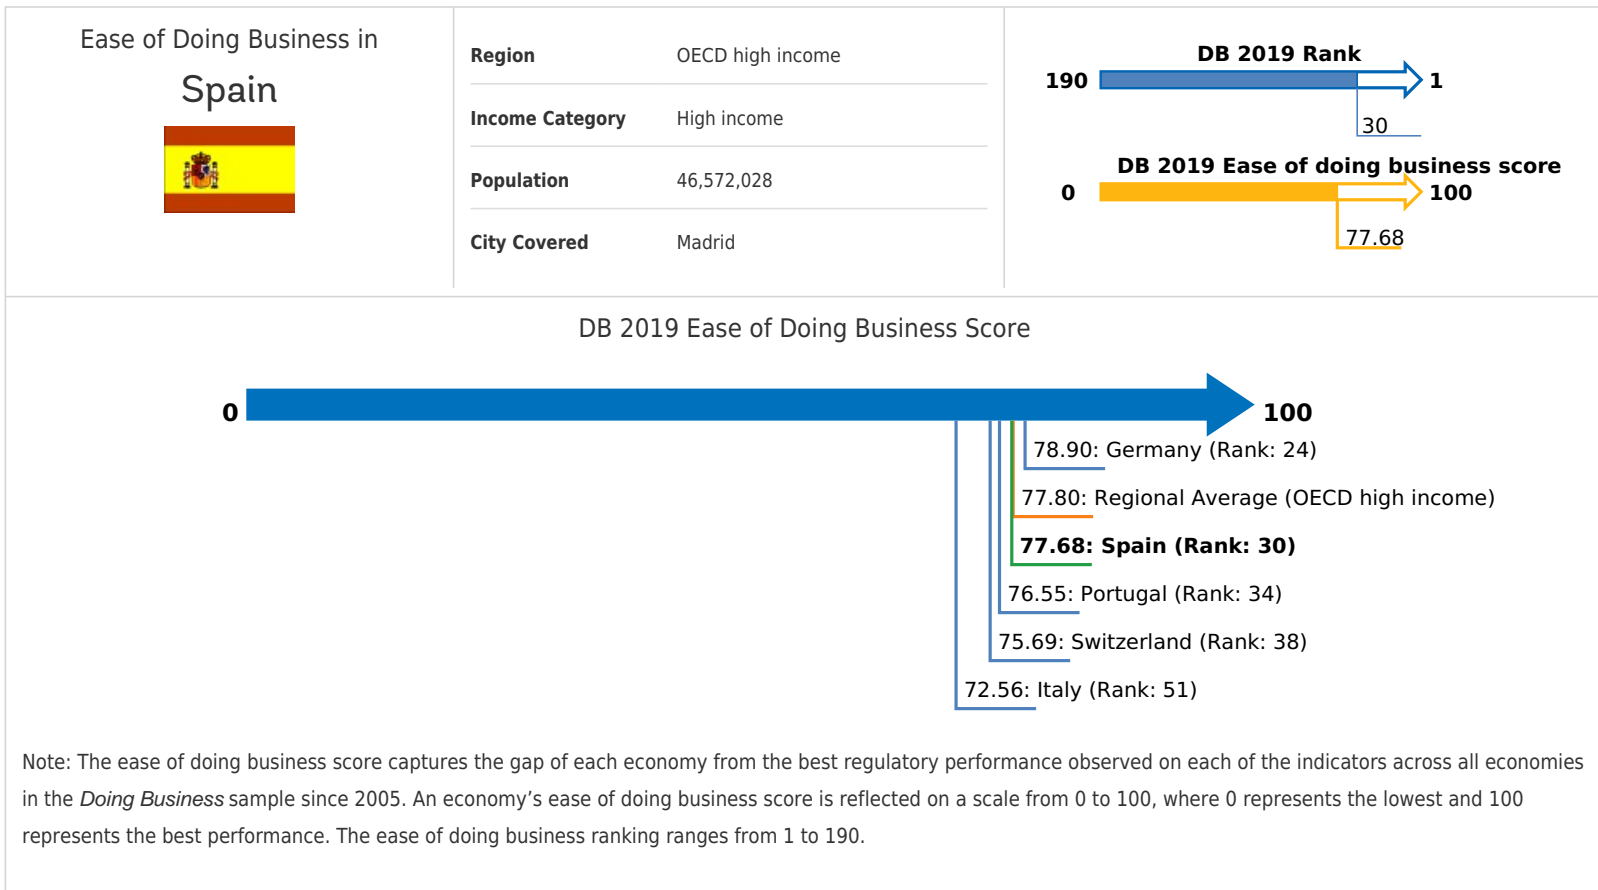 Ease of Doing Business in
Spain
Region OECD high income
Income Category High income
Population 46,572,028
City Covered Madrid
DB 2019 Rank
190 1
30
DB 2019 Ease of doing business score
0 100
77.68
DB 2019 Ease of Doing Business Score
0 100
78.90: Germany (Rank: 24)
77.80: Regional Average (OECD high income)
77.68: Spain (Rank: 30)
76.55: Portugal (Rank: 34)
75.69: Switzerland (Rank: 38)
72.56: Italy (Rank: 51)
Note: The ease of doing business score captures the gap of each economy from the best regulatory performance observed on each of the indicators across all economies
in the Doing Business sample since 2005. An economy’s ease of doing business score is reflected on a scale from 0 to 100, where 0 represents the lowest and 100
represents the best performance. The ease of doing business ranking ranges from 1 to 190.